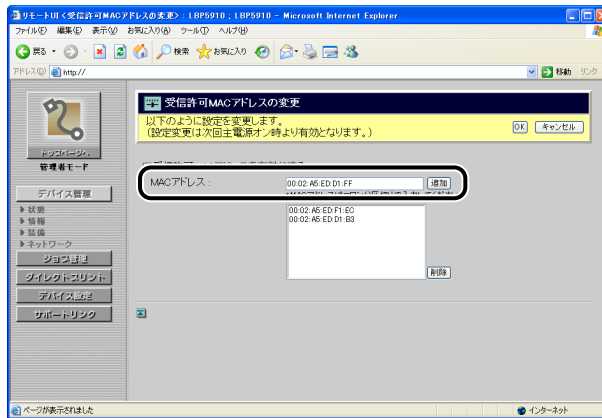 リモートUI <受信許可MACアドレスの変更> : LBP5910 ; LBP5910 - Microsoft Internet Explorer
ファイル(F) 編集(E) 表示(V) お気に入り(A) ツール(T) ヘルプ(H)
戻る 検索 お気に入り
アドレス(D) http:// 移動 リンク
受信許可MACアドレスの変更
以下のように設定を変更します。
(設定変更は次回主電源オン時より有効となります。)
OK キャンセル
トップページへ
管理者モード
デバイス管理
状態
情報
装備
ネットワーク
ジョブ管理
ダイレクトプリント
デバイス設定
サポートリンク
MACアドレス :
00:02:A5:ED:D1:FF
追加
00:02:A5:ED:F1:EC
00:02:A5:ED:D1:B3
削除
ページが表示されました
インターネット